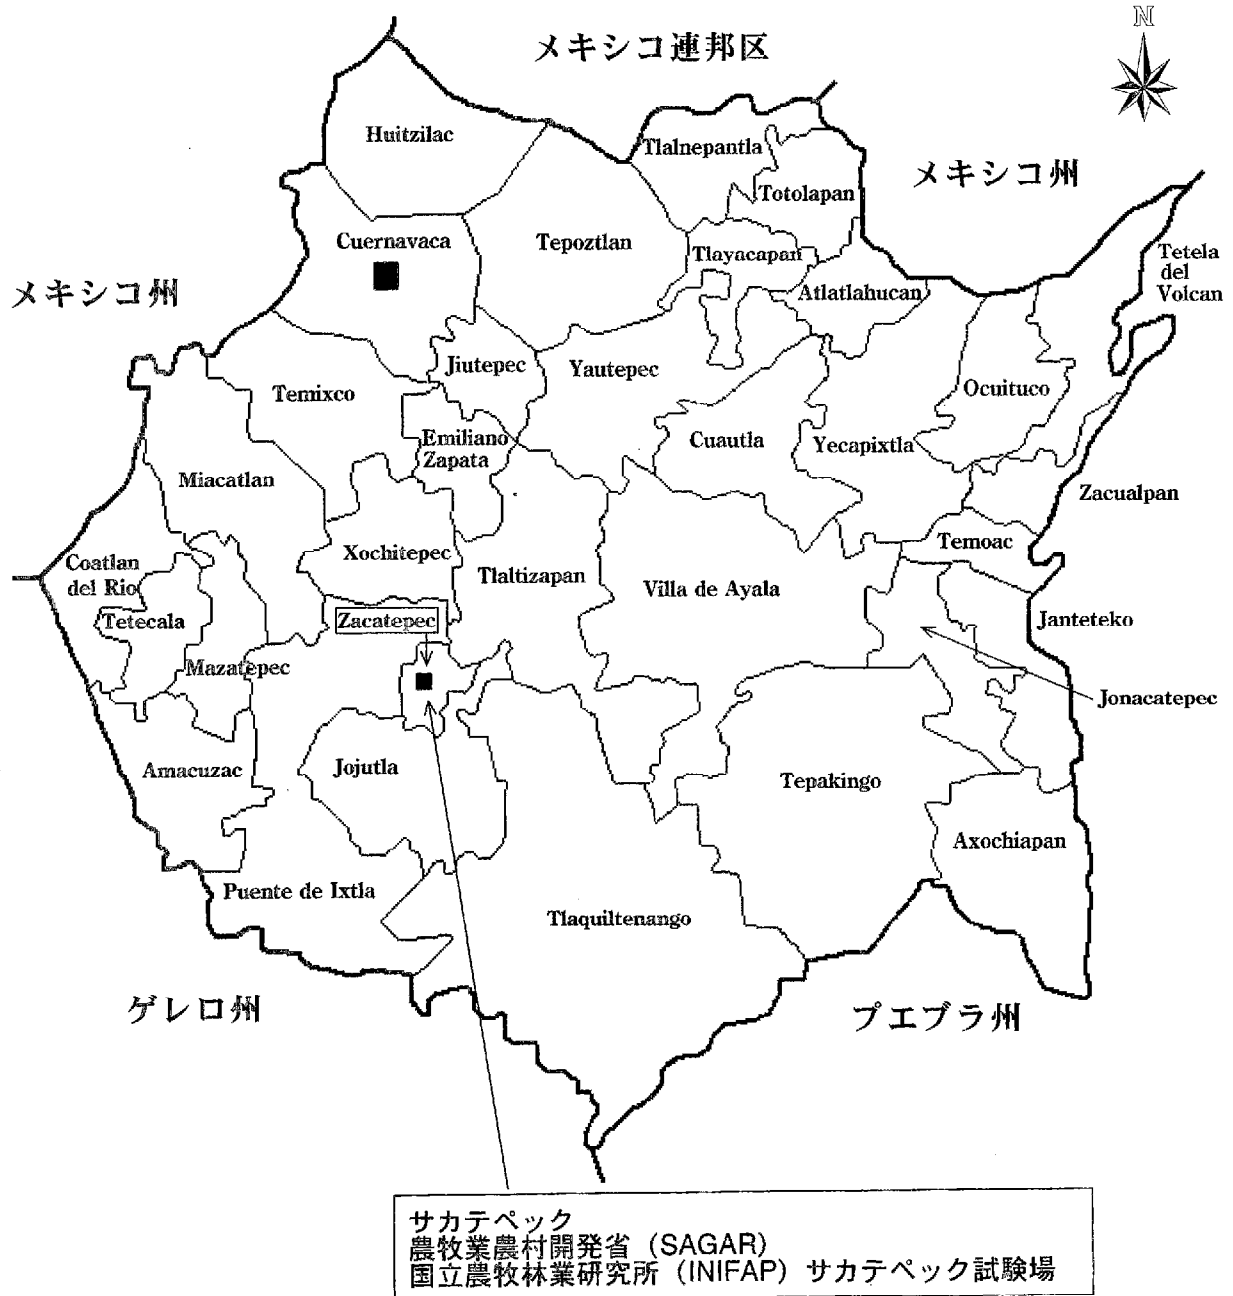 N
メキシコ連邦区
Huitzilac
Tlalnepantla
メキシコ州
Totolapan
Cuernavaca
Tepoztlan
Tlayacapan
Tetela
del
Volcan
メキシコ州
Atlatlahucan
Jiutepec
Yautepec
Temixco
Ocuituco
Emiliano
Zapata
Cuautla
Yecapixtla
Miacatlan
Zacualpan
Xochitepec
Temoac
Coatlan
del Rio
Tlaltizapan
Villa de Ayala
Tetecala
Zacatepec
Janteteko
Mazatepec
Jonacatepec
Amacuzac
Jojutla
Tepakingo
Axochiapan
Puente de Ixtla
Tlaquiltenango
ゲレロ州
プエブラ州
サカテペック
農牧業農村開発省（SAGAR）
国立農牧林業研究所（INIFAP）サカテペック試験場